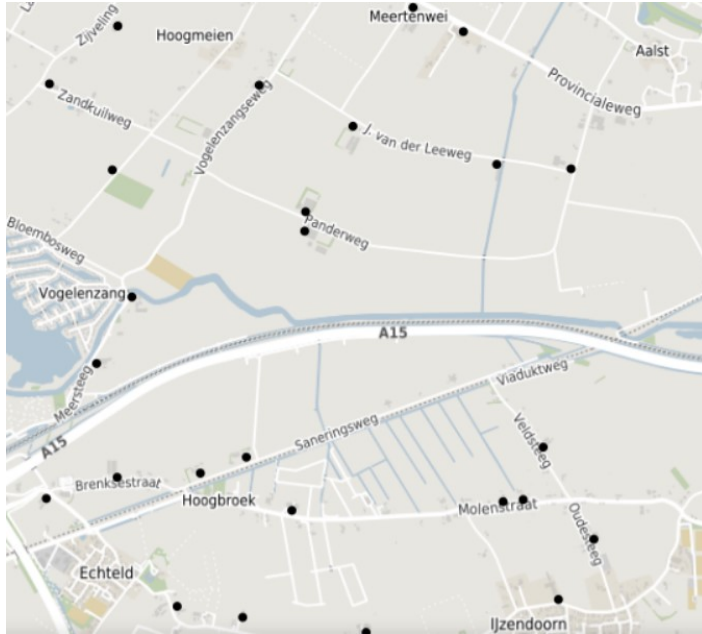 Meertenwei
Zijveling
Hoogmeien
Aalst
Provincialeweg
Zandkuilweg
Vogelenzangseweg
J. van der Leeweg
Panderweg
Bloembosweg
Vogelenzang
A15
Viaduktweg
Meersteeg
Saneringsweg
A15
Veldsteeg
Brenksestraat
Hoogbroek
Molenstraat
Oudesteeg
Echteld
IJzendoorn